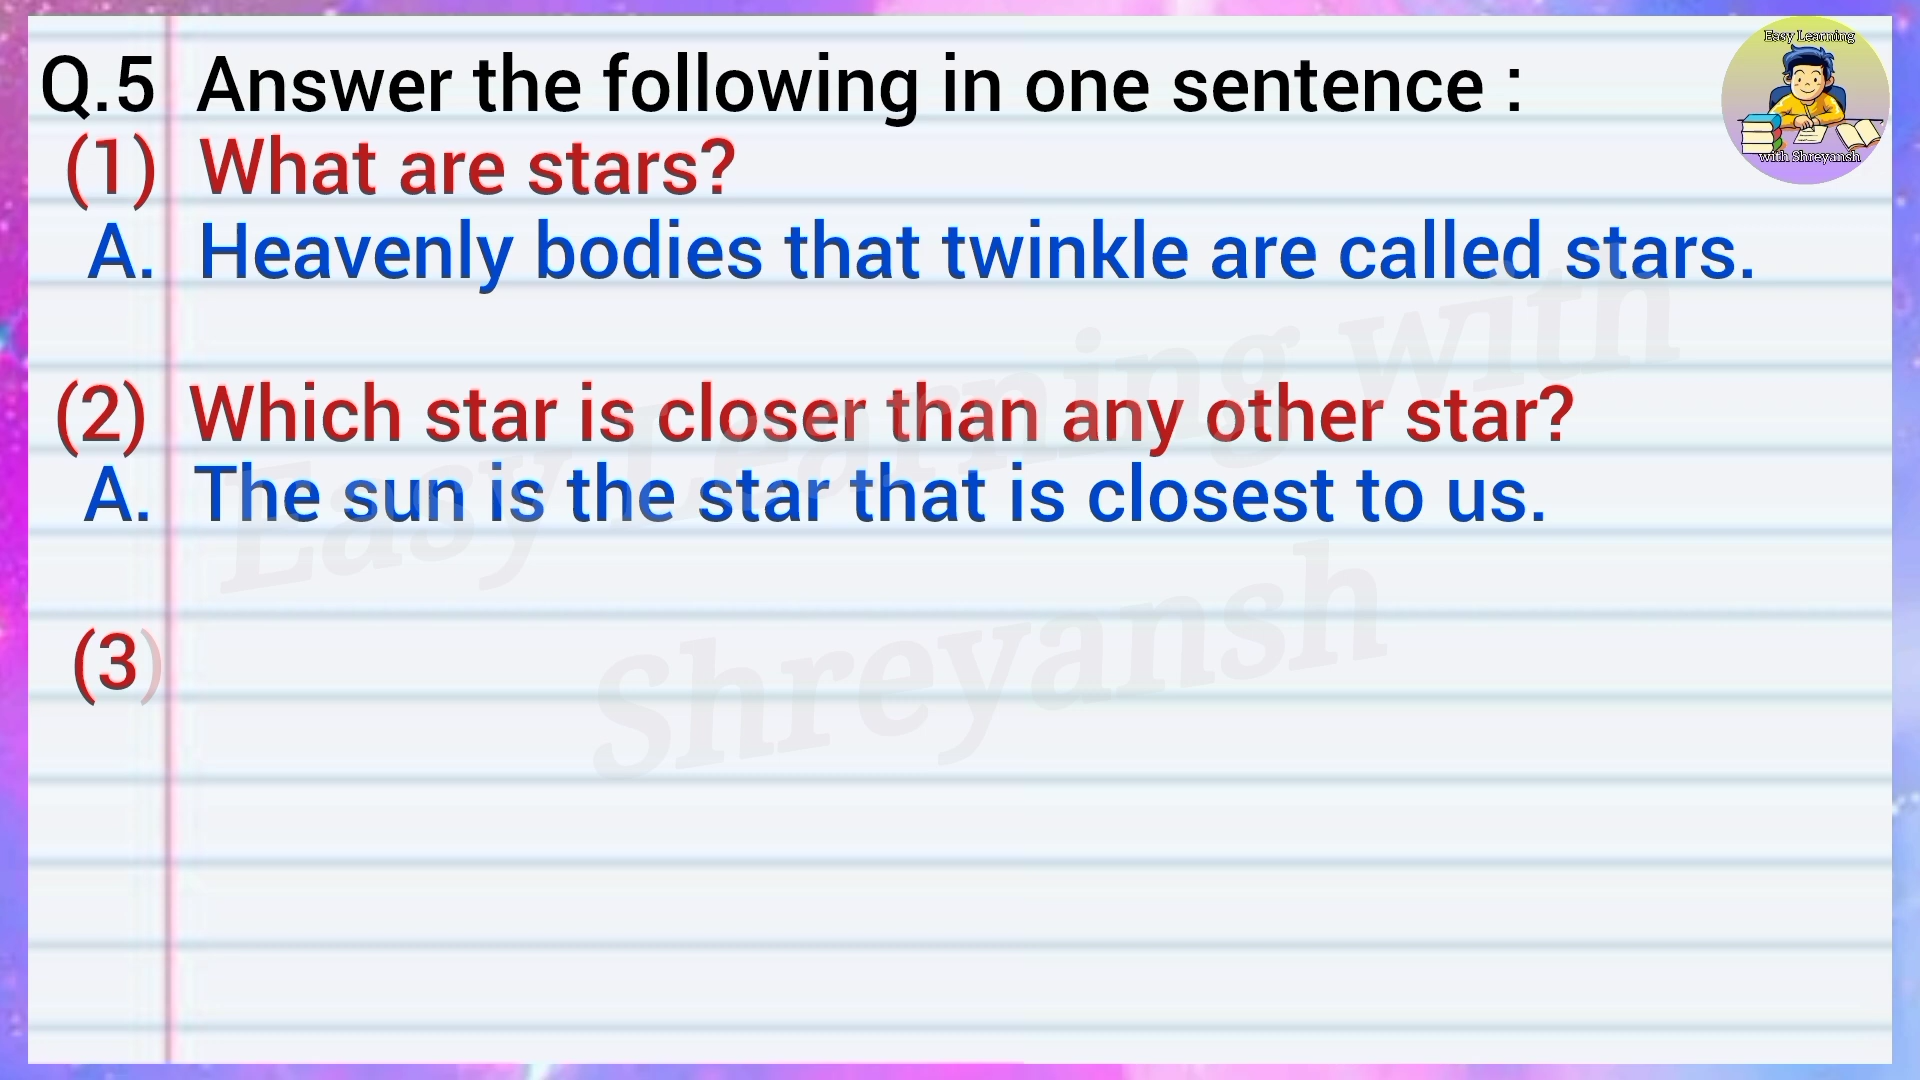 Q.5 Answer the following in one sentence :
Easy Learning
with Shreyansh
(1) What are stars?
A. Heavenly bodies that twinkle are called stars.
(2) Which star is closer than any other star?
A. The sun is the star that is closest to us.
(3)
Easy Learning with
Shreyansh